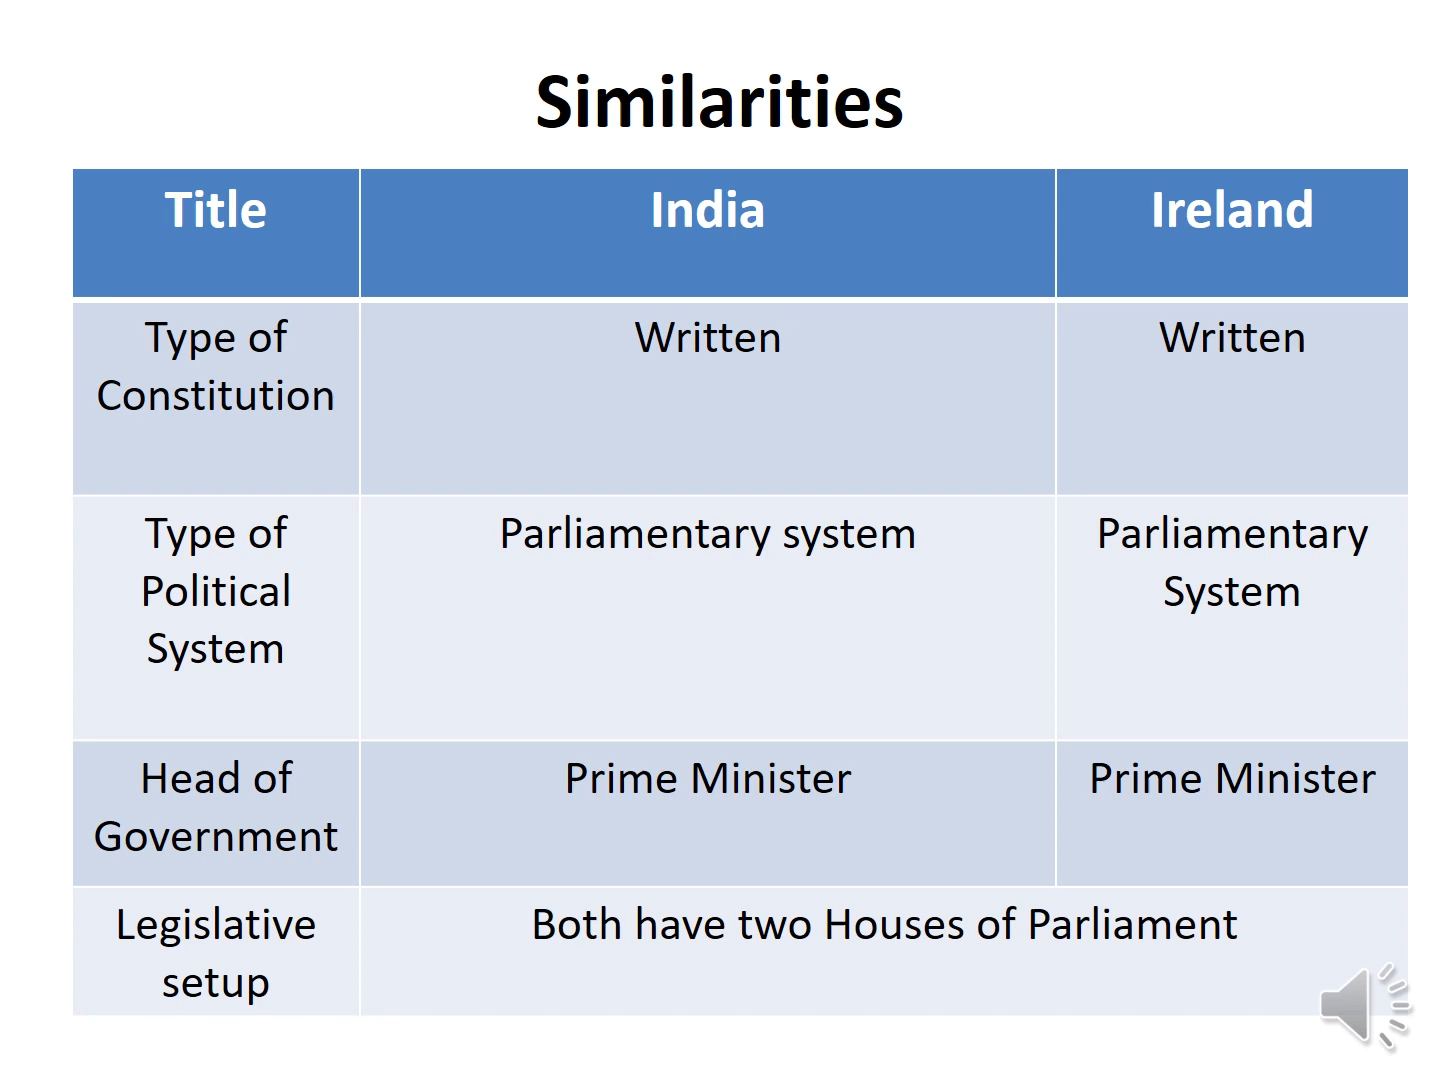 Similarities
Title India Ireland
Type of Written Written
Constitution
Type of Parliamentary system Parliamentary
Political System
System
Head of Prime Minister Prime Minister
Government
Legislative Both have two Houses of Parliament
setup